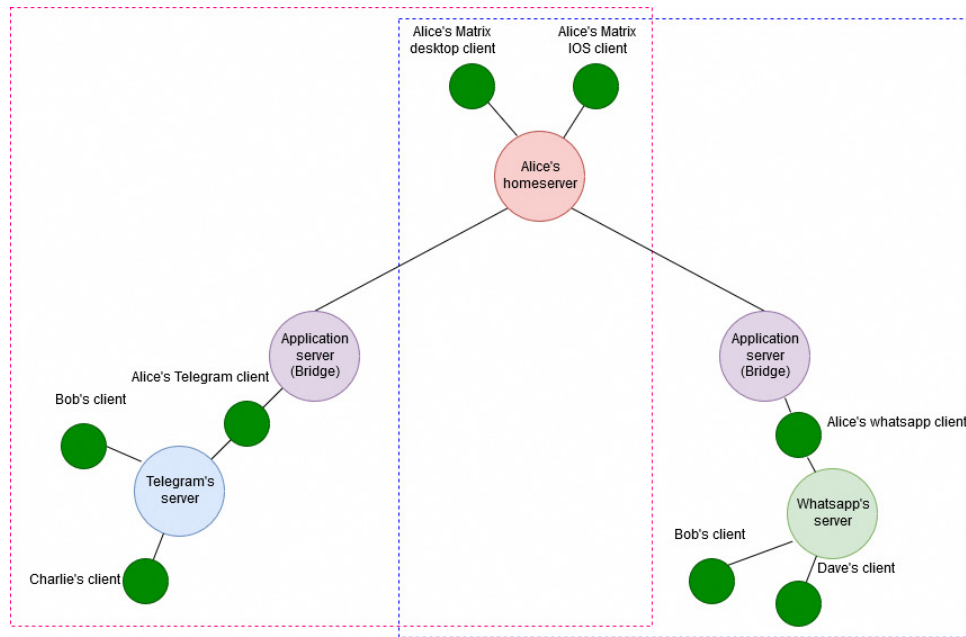 Alice's Matrix
desktop client
Alice's Matrix
IOS client
Alice's
homeserver
Application
server
(Bridge)
Application
server
(Bridge)
Alice's Telegram client
Bob's client
Alice's whatsapp client
Telegram's
server
Whatsapp's
server
Bob's client
Dave's client
Charlie's client